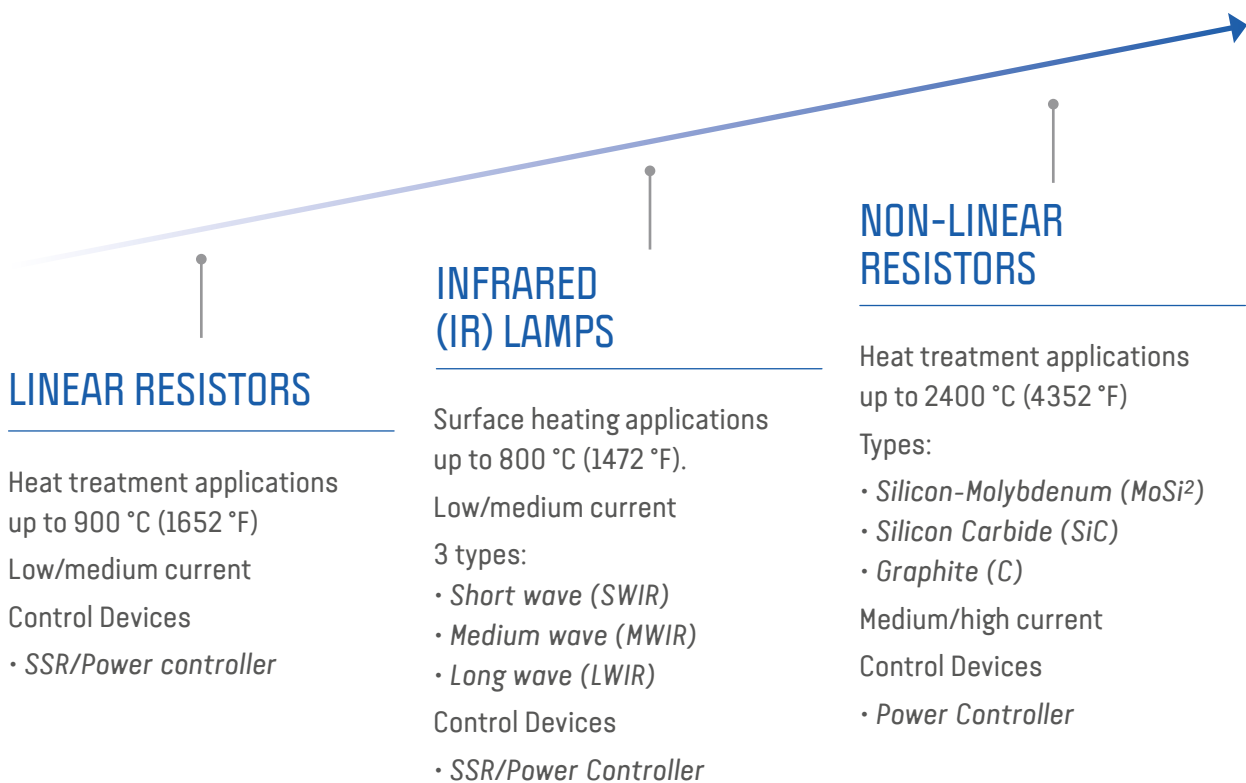 LINEAR RESISTORS
Heat treatment applications
up to 900 °C (1652 °F)
Low/medium current
Control Devices
• SSR/Power controller
INFRARED
(IR) LAMPS
Surface heating applications
up to 800 °C (1472 °F).
Low/medium current
3 types:
• Short wave (SWIR)
• Medium wave (MWIR)
• Long wave (LWIR)
Control Devices
• SSR/Power Controller
NON-LINEAR
RESISTORS
Heat treatment applications
up to 2400 °C (4352 °F)
Types:
• Silicon-Molybdenum (MoSi²)
• Silicon Carbide (SiC)
• Graphite (C)
Medium/high current
Control Devices
• Power Controller